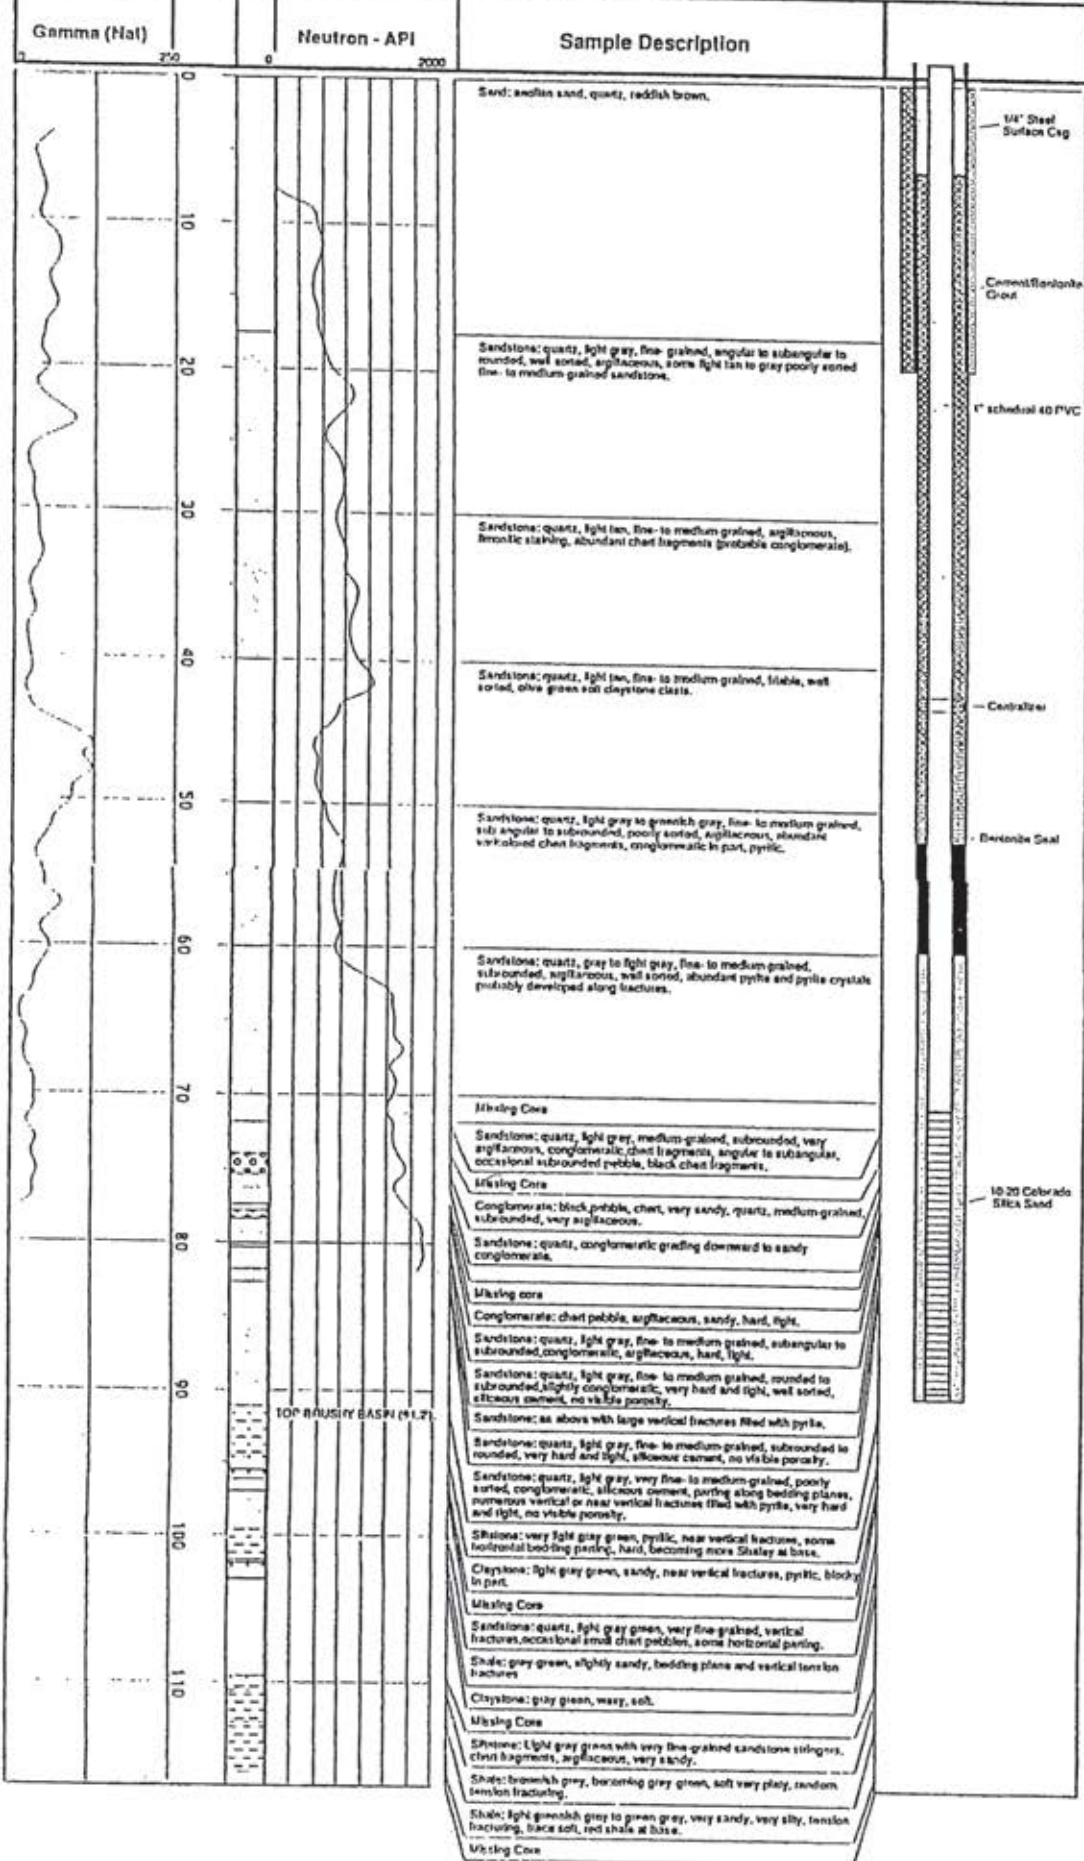 Gamma (Nat)
Neutron - API
Sample Description
0
250
0
2000
0
10
20
30
40
50
60
70
80
90
100
110
Sand: aeolian sand, quartz, reddish brown.
Sandstone: quartz, light gray, fine- grained, angular to subangular to
rounded, well sorted, argillaceous, some light tan to gray poorly sorted
fine- to medium-grained sandstone.
Sandstone: quartz, light tan, fine- to medium-grained, argillaceous,
limonitic staining, abundant chert fragments (probable conglomerate).
Sandstone: quartz, light tan, fine- to medium-grained, friable, well
sorted, olive green soft claystone clasts.
Sandstone: quartz, light gray to greenish gray, fine- to medium grained,
sub angular to subrounded, poorly sorted, argillaceous, abundant
varicolored chert fragments, conglomeratic in part, pyritic.
Sandstone: quartz, gray to light gray, fine- to medium-grained,
subrounded, argillaceous, well sorted, abundant pyrite and pyrite crystals
probably developed along fractures.
Missing Core
Sandstone: quartz, light grey, medium-grained, subrounded, very
argillaceous, conglomeratic,chert fragments, angular to subangular,
occasional subrounded pebble, black chert fragments.
Missing Core
Conglomerate: black pebble, chert, very sandy, quartz, medium-grained,
subrounded, very argillaceous.
Sandstone: quartz, conglomeratic grading downward to sandy
conglomerate.
Missing core
Conglomerate: chert pebble, argillaceous, sandy, hard, tight.
Sandstone: quartz, light gray, fine- to medium-grained, subangular to
subrounded,conglomeratic, argillaceous, hard, tight.
Sandstone: quartz, light gray, fine- to medium grained, rounded to
subrounded,slightly conglomeratic, very hard and tight, well sorted,
siliceous cement, no visible porosity.
TOP BRUSHY BASIN (91.2)
Sandstone: as above with large vertical fractures filled with pyrite.
Sandstone: quartz, light gray, fine- to medium-grained, subrounded to
rounded, very hard and tight, siliceous cement, no visible porosity.
Sandstone: quartz, light gray, very fine- to medium-grained, poorly
sorted, conglomeratic, siliceous cement, parting along bedding planes,
numerous vertical or near vertical fractures filled with pyrite, very hard
and tight, no visible porosity.
Siltstone: very light gray green, pyritic, near vertical fractures, some
horizontal bedding parting, hard, becoming more Shaley at base.
Claystone: light gray green, sandy, near vertical fractures, pyritic, blocky
in part.
Missing Core
Sandstone: quartz, light gray green, very fine-grained, vertical
fractures,occasional small chert pebbles, some horizontal parting.
Shale: grey green, slightly sandy, bedding plane and vertical tension
fractures
Claystone: gray green, waxy, soft.
Missing Core
Siltstone: Light gray green with very fine-grained sandstone stringers,
chert fragments, argillaceous, very sandy.
Shale: brownish grey, becoming grey green, soft very platy, random
tension fracturing.
Shale: light greenish gray to green grey, very sandy, very silty, tension
fracturing, trace soft, red shale at base.
Missing Core
1/4" Steel
Surface Csg
Cement/Bentonite
Grout
schedual 40 PVC
Centralizer
Bentonite Seal
10-20 Colorado
Silica Sand